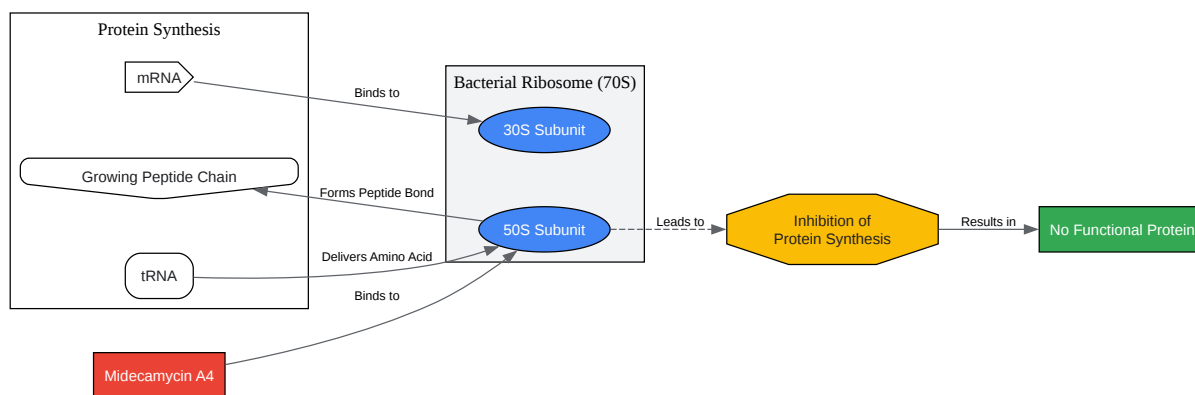 Protein Synthesis
mRNA
Binds to
Bacterial Ribosome (70S)
30S Subunit
Growing Peptide Chain
Forms Peptide Bond
50S Subunit
Leads to
Inhibition of
Protein Synthesis
Results in
No Functional Protein
tRNA
Delivers Amino Acid
Binds to
Midecamycin A4